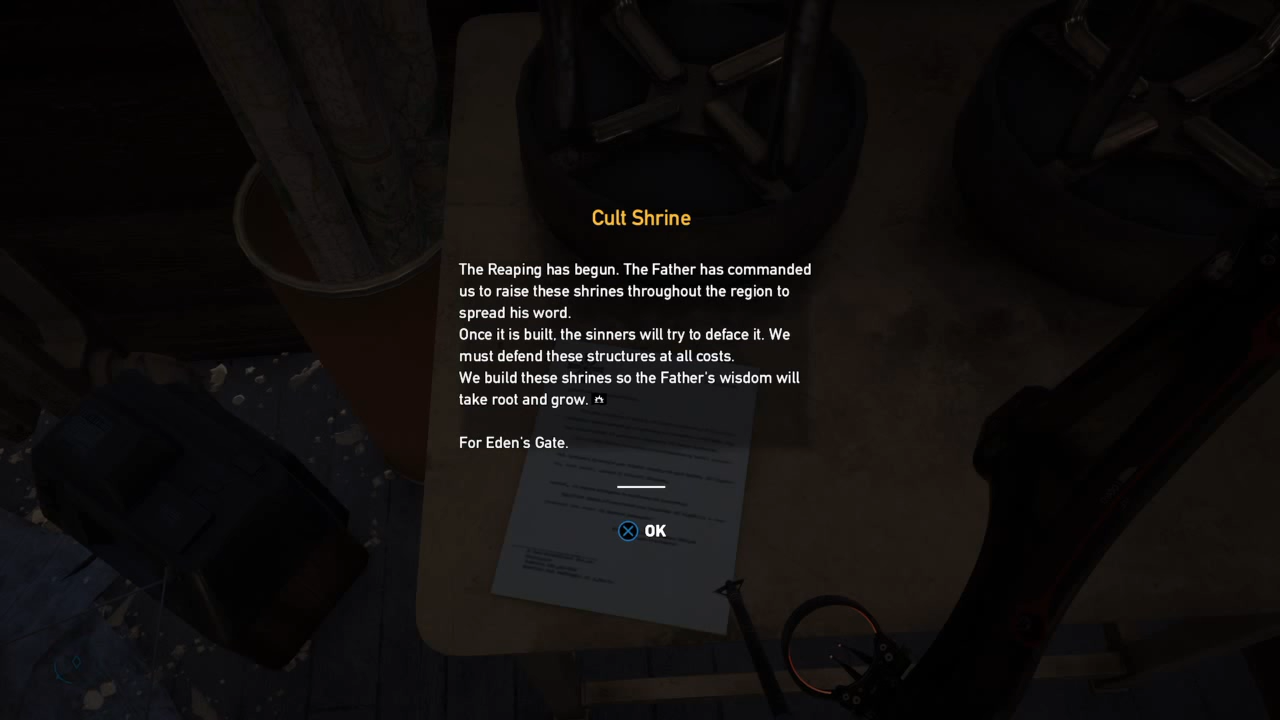 Cult Shrine
The Reaping has begun. The Father has commanded
us to raise these shrines throughout the region to
spread his word.
Once it is built, the sinners will try to deface it. We
must defend these structures at all costs.
We build these shrines so the Father's wisdom will
take root and grow.
For Eden's Gate.
OK